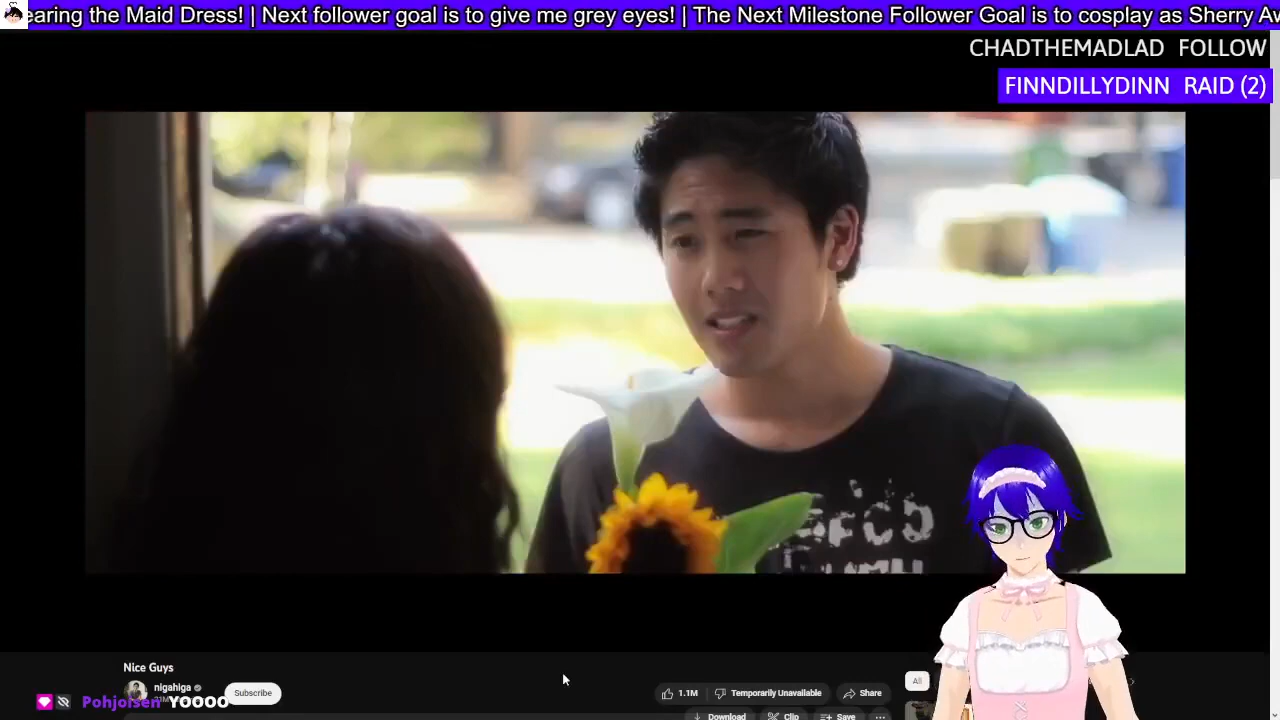 earing the Maid Dress! | Next follower goal is to give me grey eyes! | The Next Milestone Follower Goal is to cosplay as Sherry Av
CHADTHEMADLAD FOLLOW
FINNDILLYDINN RAID (2)
Nice Guys
nigahiga
Subscribe
1.1M
Temporarily Unavailable
Share
All
Pohjoisen YOOOO
Download
Clip
Save